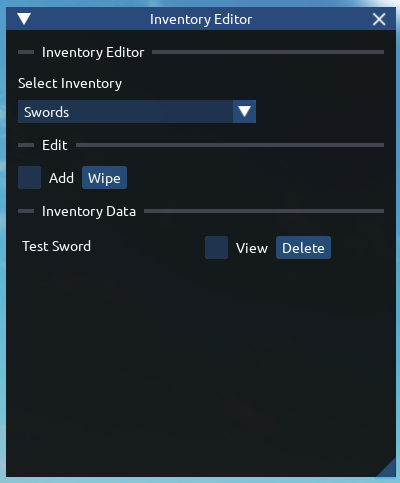 Inventory Editor
Inventory Editor
Select Inventory
Swords
Edit
Add Wipe
Inventory Data
Test Sword View Delete